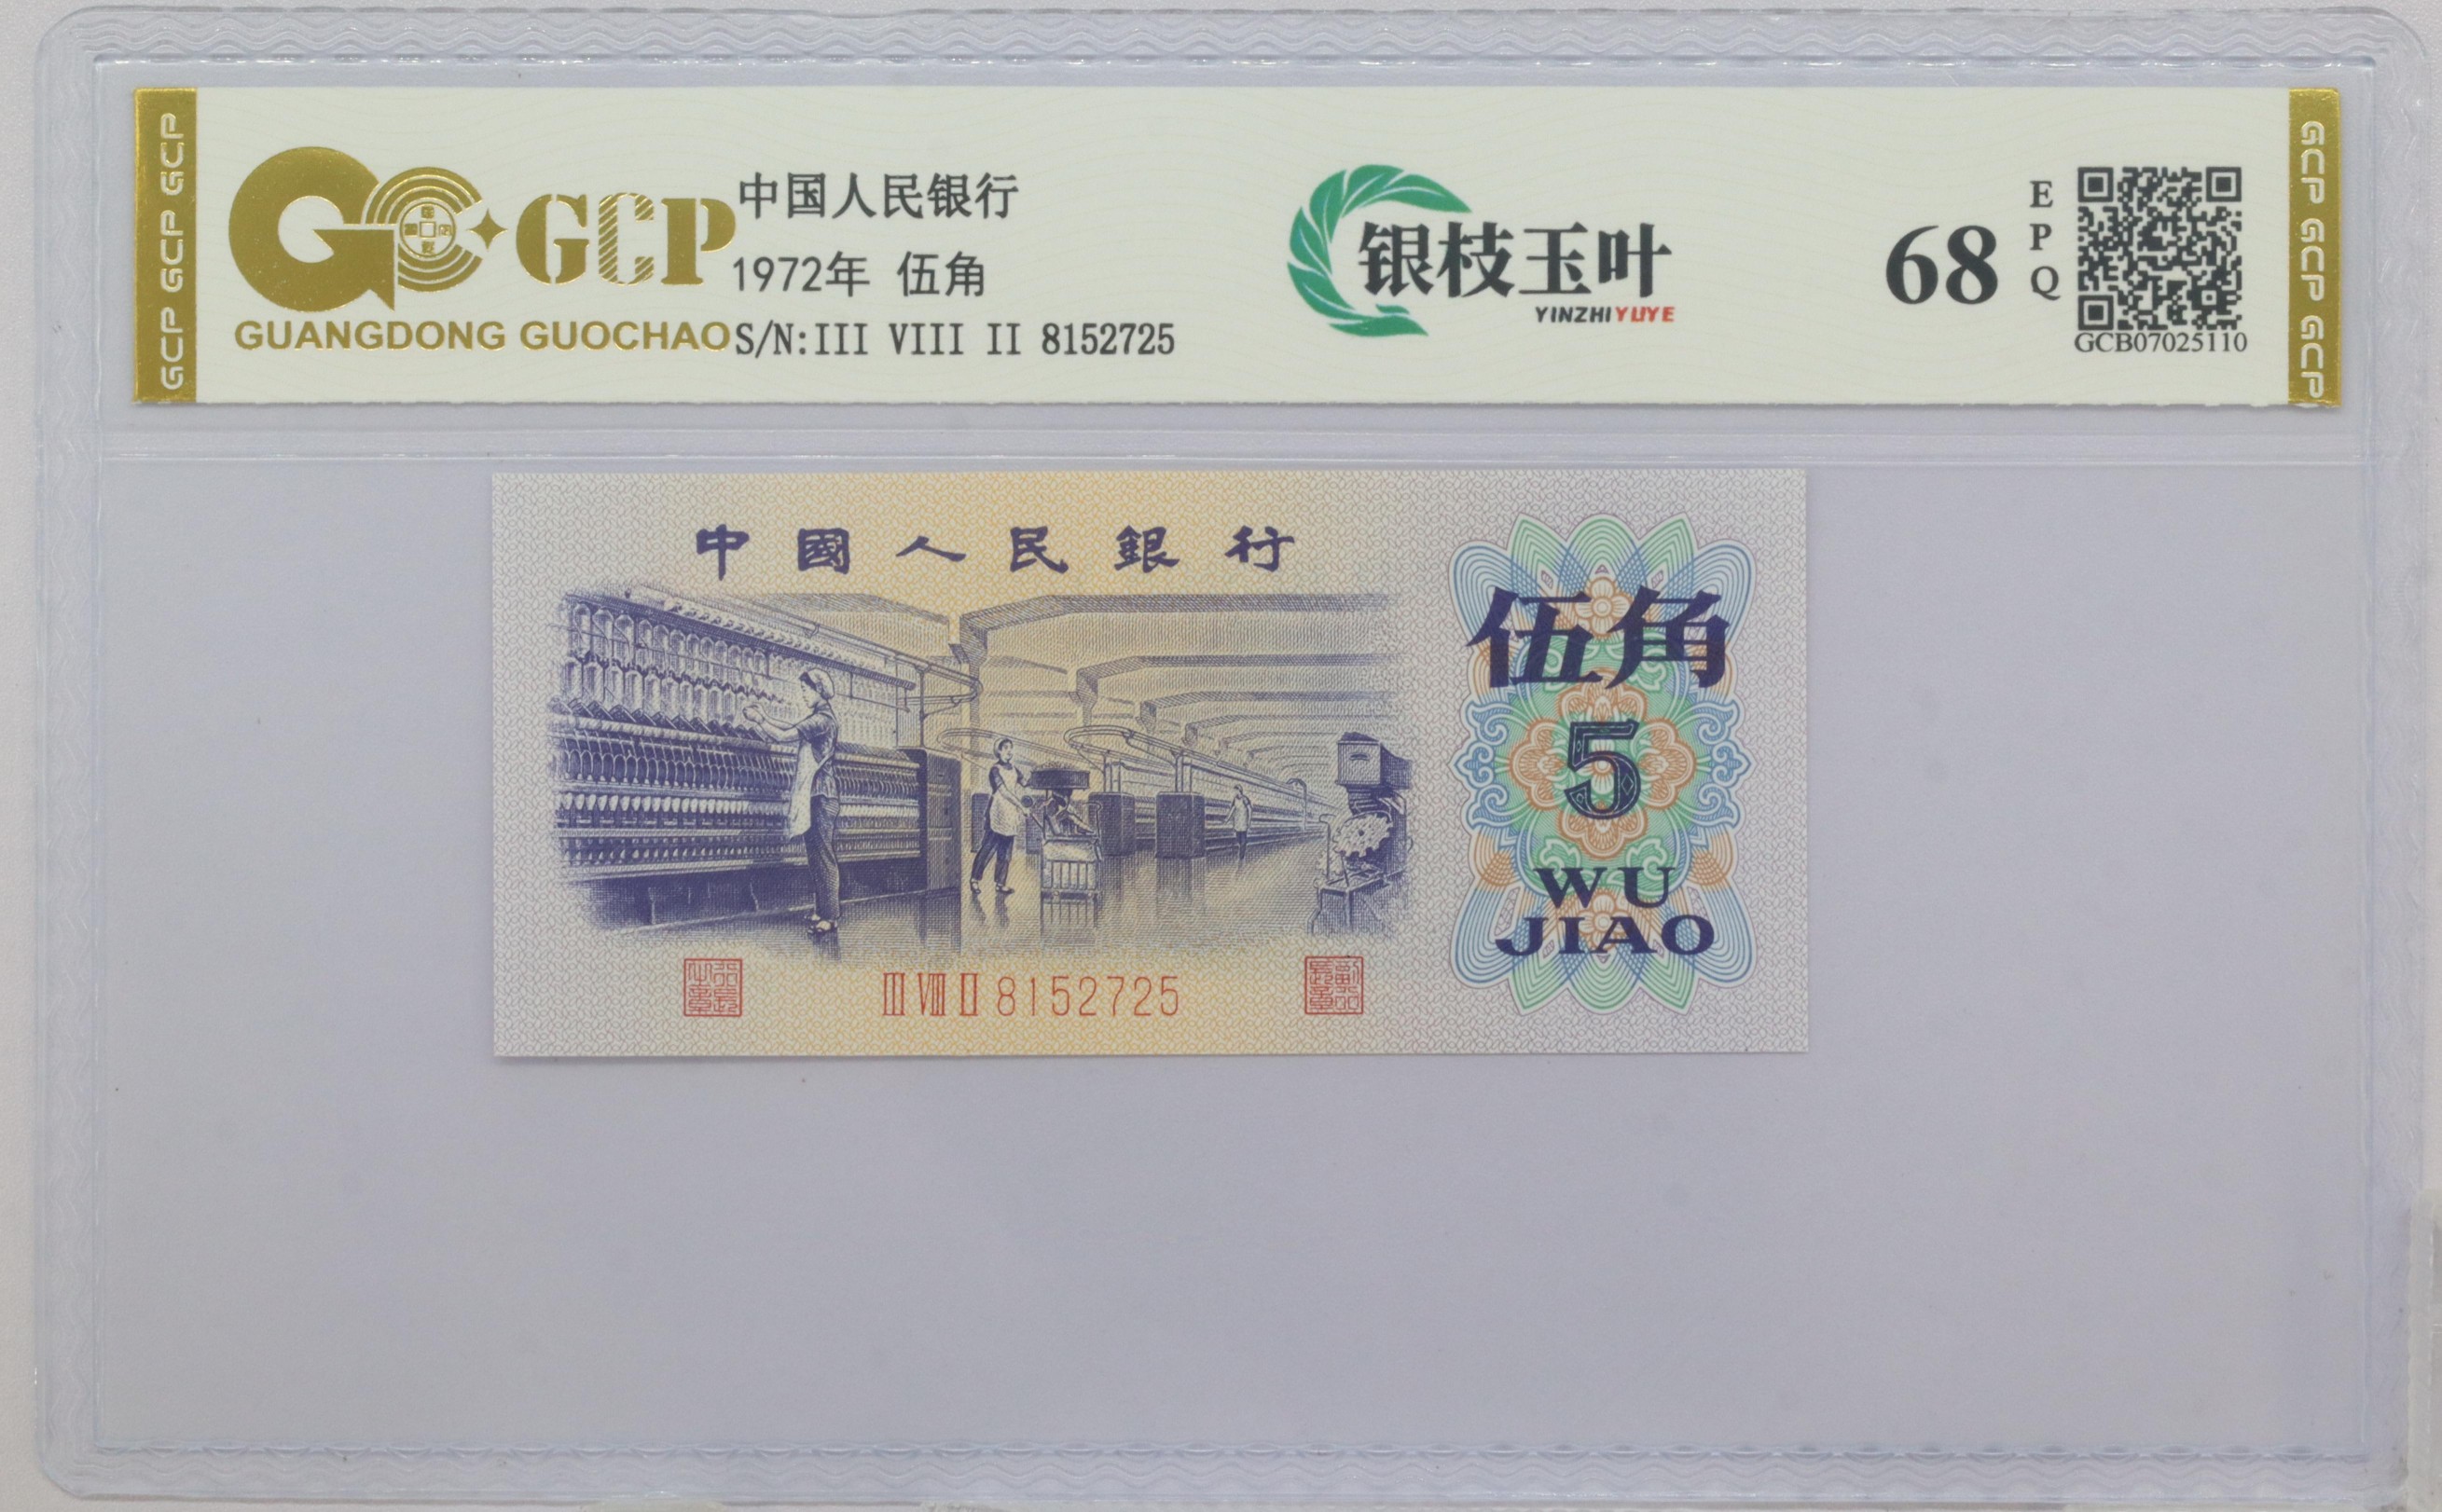 GCP GCP GCP
GCP
GUANGDONG GUOCHAO
中国人民银行
1972年 伍角
S/N:III VIII II 8152725
银枝玉叶
YINZHIYUYE
68
EPQ
GCB07025110
GCP GCP GCP
中國人民銀行
伍角
5
WU
JIAO
III VIII II 8152725